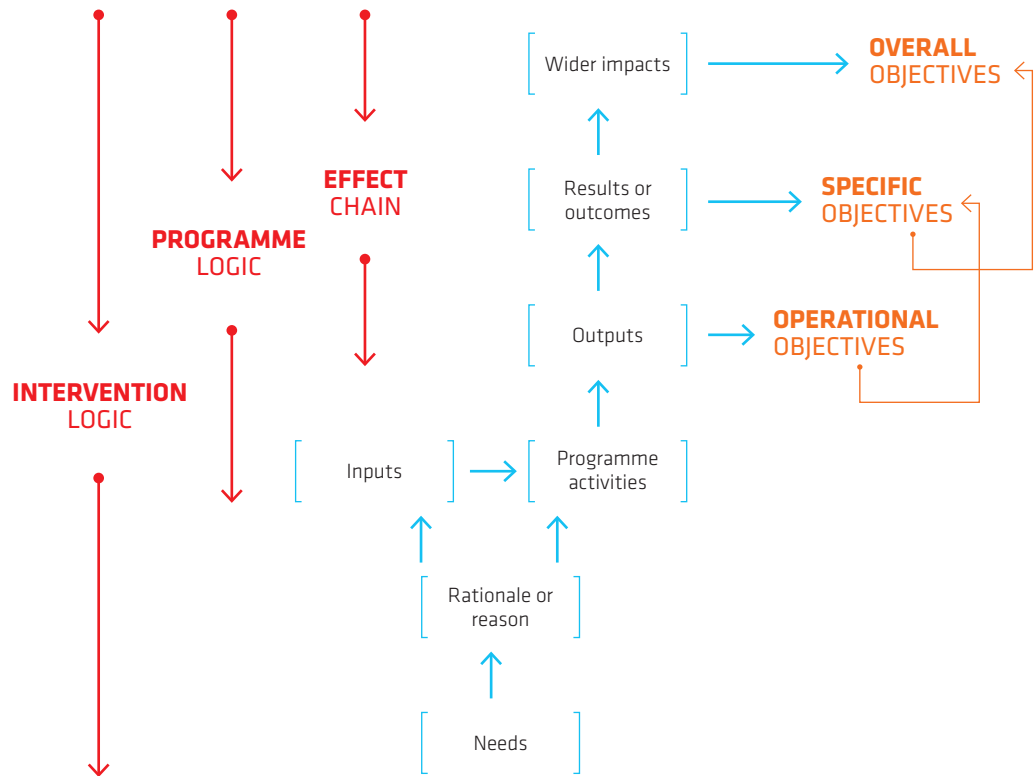 Wider impacts
OVERALL
OBJECTIVES
EFFECT
CHAIN
Results or
outcomes
SPECIFIC
OBJECTIVES
PROGRAMME
LOGIC
Outputs
OPERATIONAL
OBJECTIVES
INTERVENTION
LOGIC
Inputs
Programme
activities
Rationale or
reason
Needs